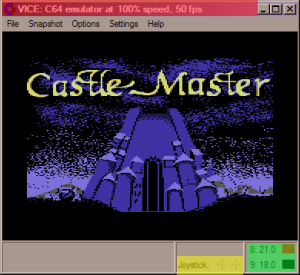 VICE: C64 emulator at 100% speed, 50 fps
File Snapshot Options Settings Help
Castle Master
8: 21.0
Joystick: 9: 18.0